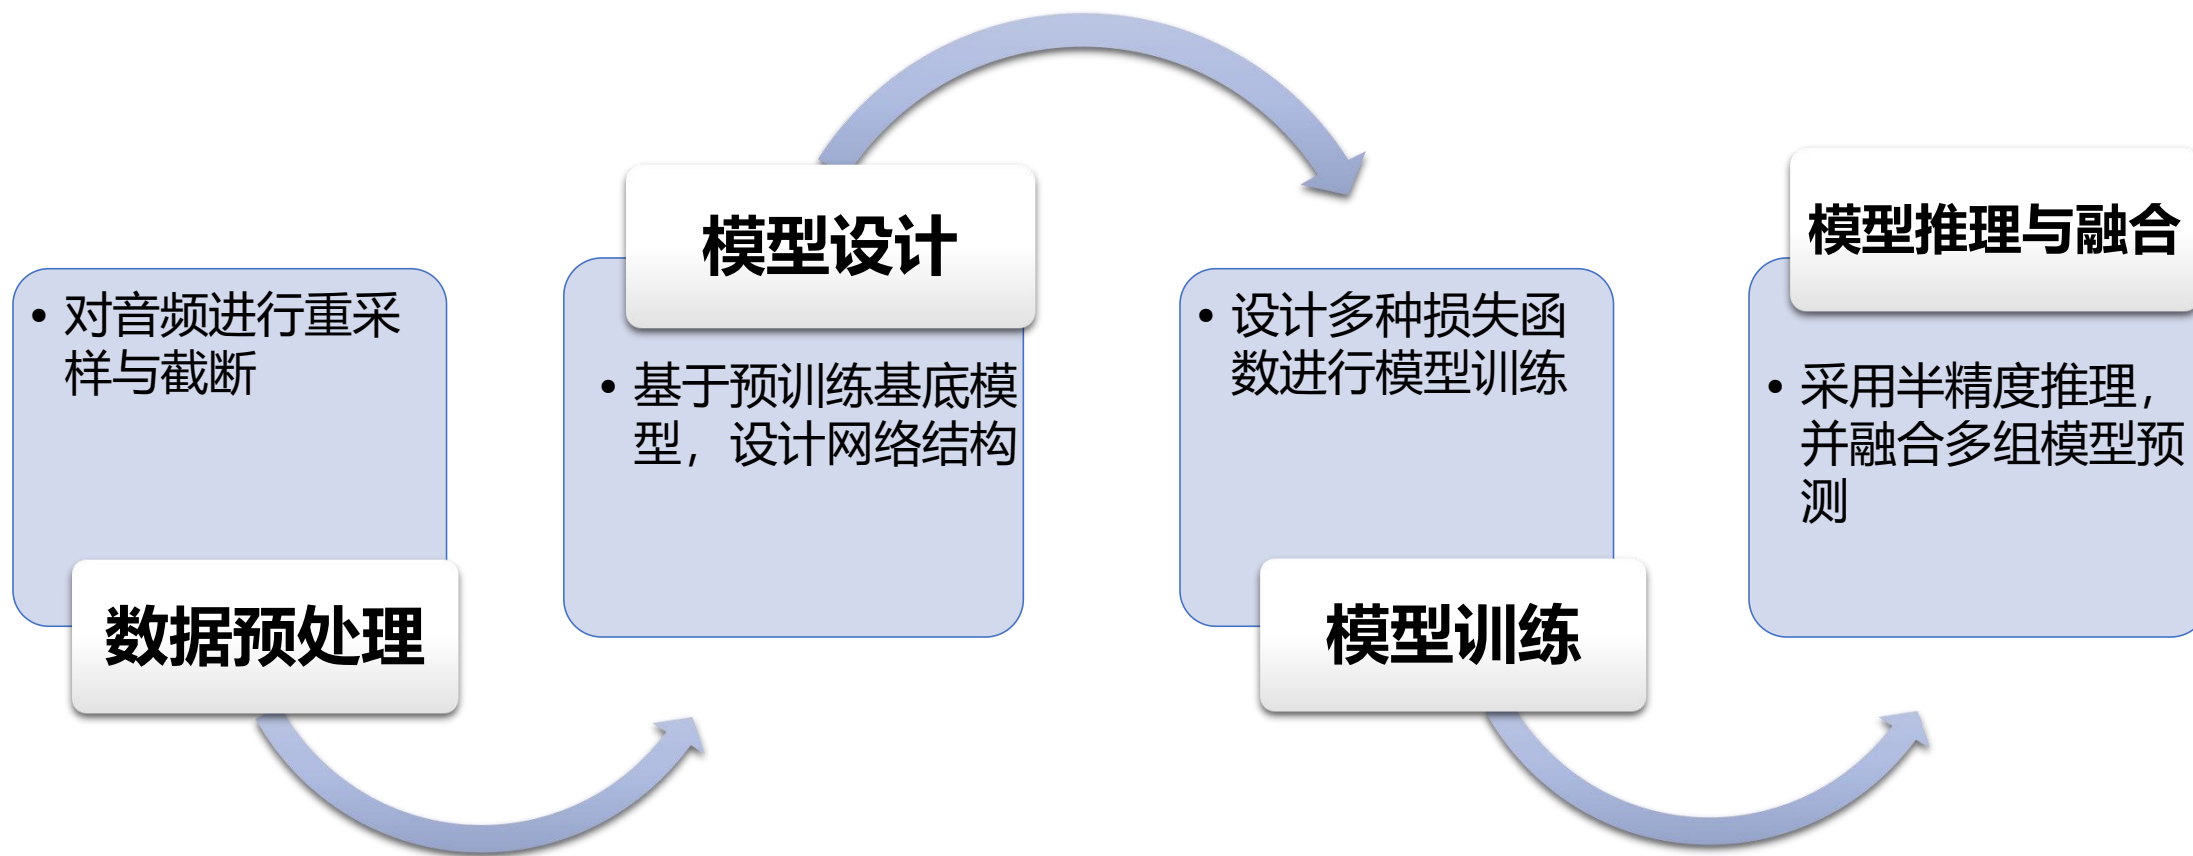 • 对音频进行重采
样与截断
数据预处理
模型设计
• 基于预训练基底模
型，设计网络结构
• 设计多种损失函
数进行模型训练
模型训练
模型推理与融合
• 采用半精度推理，
并融合多组模型预
测